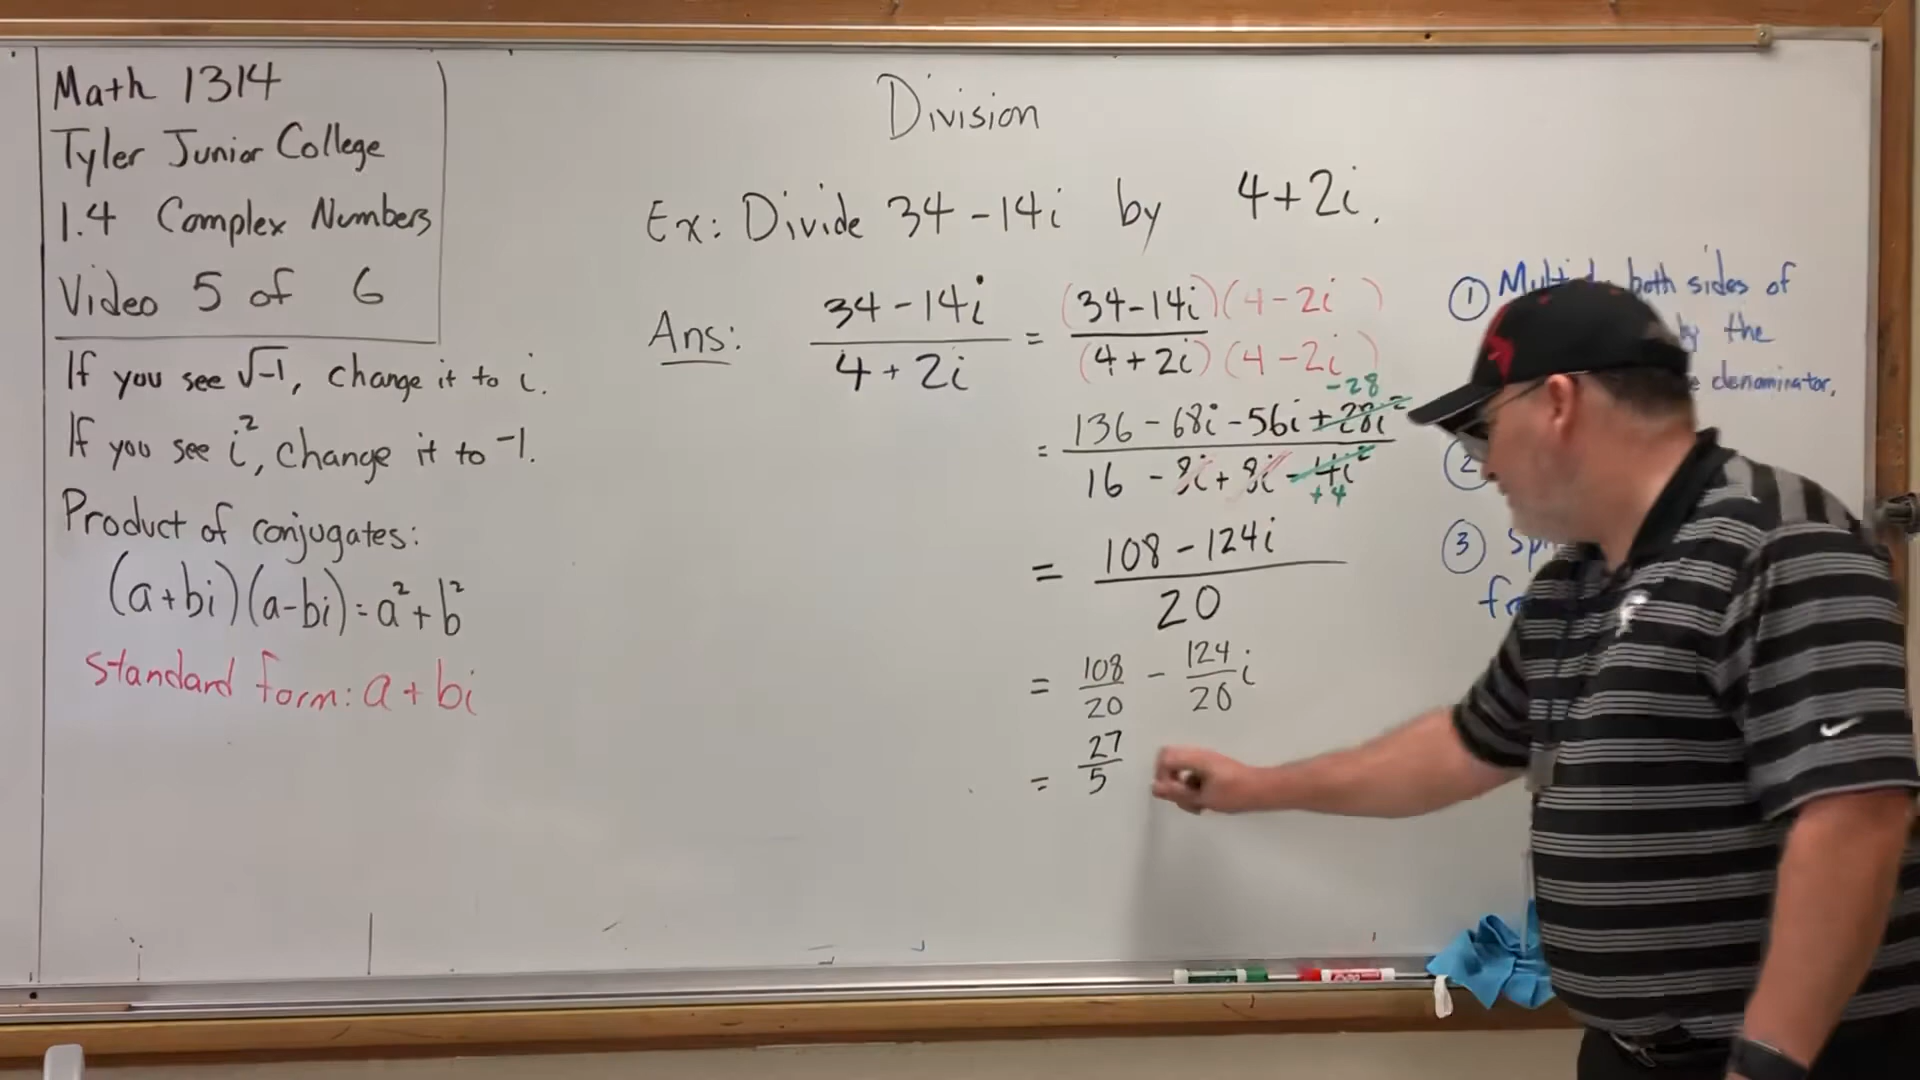 Math 1314
Tyler Junior College
1.4 Complex Numbers
Video 5 of 6
If you see √-1, change it to i.
If you see i², change it to -1.
Product of conjugates:
(a+bi)(a-bi)=a²+b²
standard form: a + bi
Division
Ex: Divide 34-14i by 4+2i.
Ans: (34-14i)/(4+2i) = (34-14i)(4-2i)/(4+2i)(4-2i)
-28
= (136-68i-56i+28i²)/(16-8i+8i-4i²)
+4
= (108-124i)/20
= 108/20 - 124/20 i
= 27/5
① both sides of
by the
denominator,
②
③